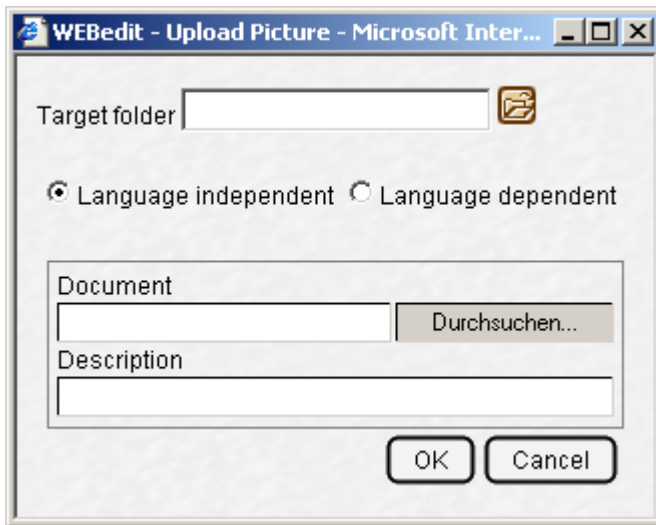 WEBedit - Upload Picture - Microsoft Inter...
Target folder
Language independent Language dependent
Document
Durchsuchen...
Description
OK Cancel